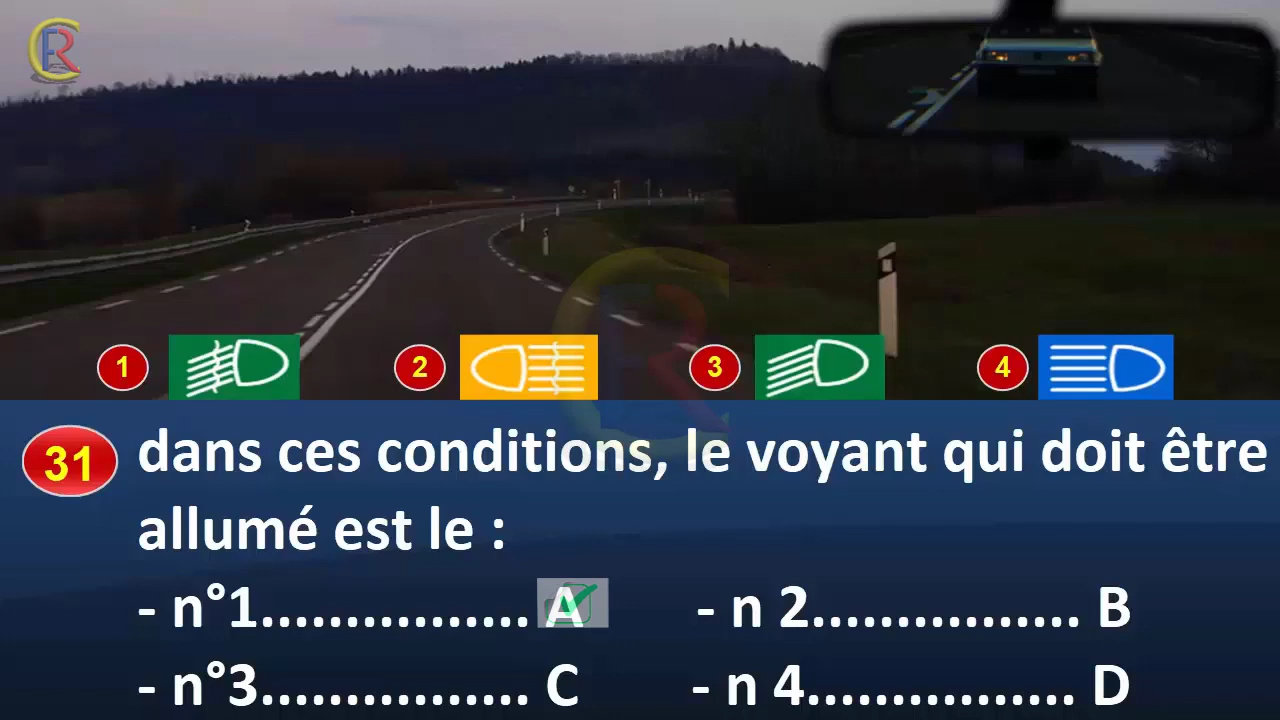 CER
1 2 3 4
31 dans ces conditions, le voyant qui doit être
allumé est le :
- n°1................ A - n 2................ B
- n°3................ C - n 4................ D